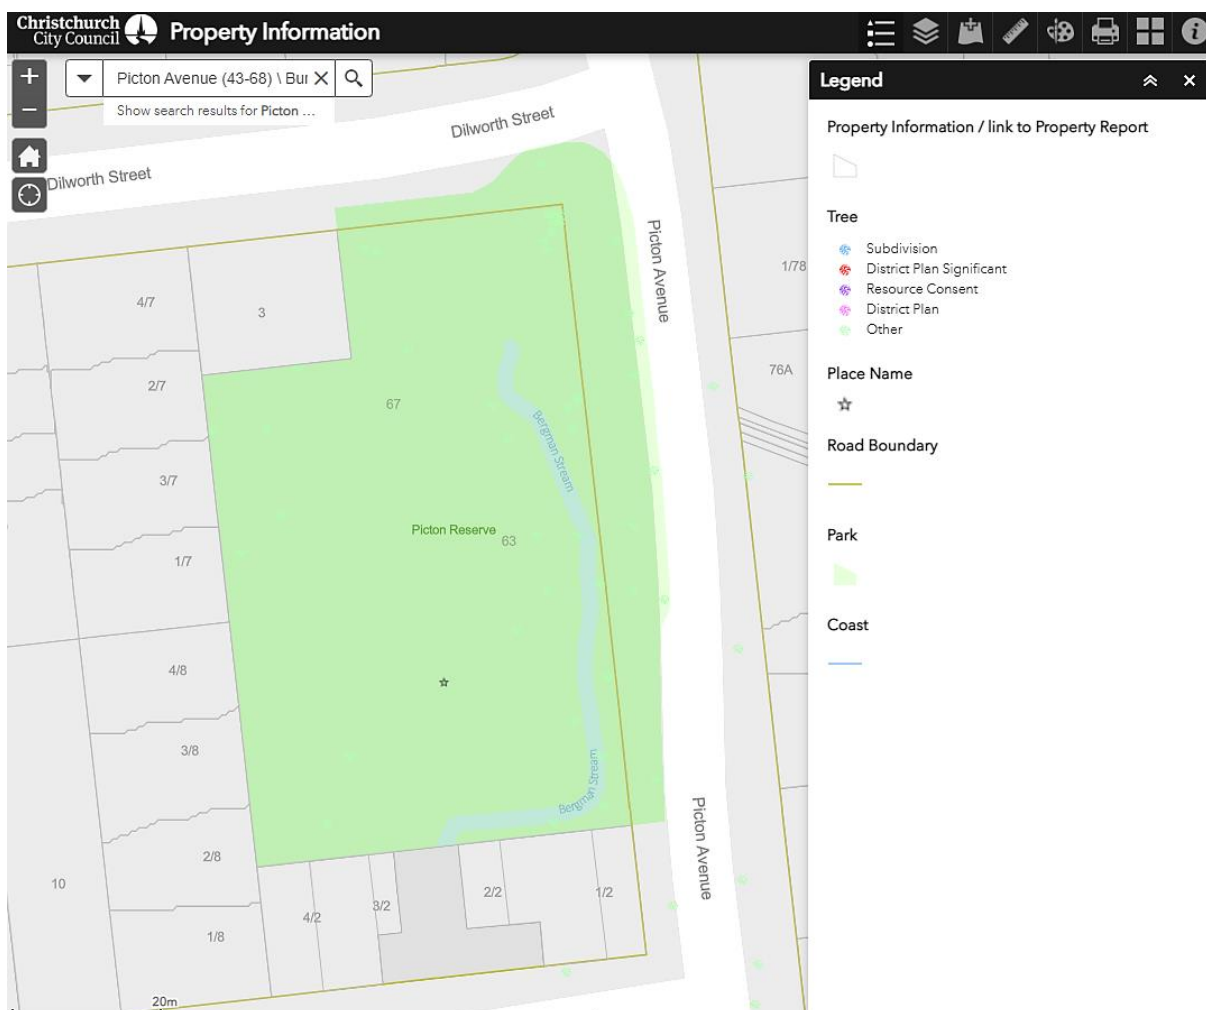 Christchurch
City Council
Property Information
Picton Avenue (43-68) \ Bur
Show search results for Picton ...
Dilworth Street
Dilworth Street
Picton Avenue
1/78
4/7
3
76A
2/7
67
Bergman Stream
3/7
Picton Reserve
63
1/7
4/8
3/8
Bergman Stream
Picton Avenue
2/8
10
4/2
3/2
2/2
1/2
1/8
20m
Legend
Property Information / link to Property Report
Tree
Subdivision
District Plan Significant
Resource Consent
District Plan
Other
Place Name
Road Boundary
Park
Coast